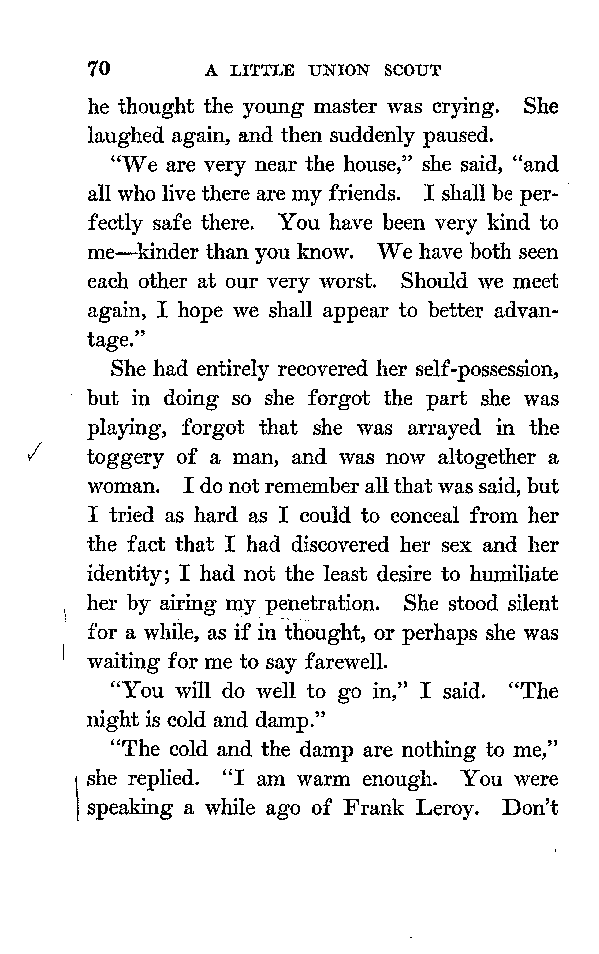 70 A LITTLE UNION SCOUT
he thought the young master was crying. She
laughed again, and then suddenly paused.
“We are very near the house,” she said, “and
all who live there are my friends. I shall be per-
fectly safe there. You have been very kind to
me—kinder than you know. We have both seen
each other at our very worst. Should we meet
again, I hope we shall appear to better advan-
tage.”
She had entirely recovered her self-possession,
but in doing so she forgot the part she was
playing, forgot that she was arrayed in the
toggery of a man, and was now altogether a
woman. I do not remember all that was said, but
I tried as hard as I could to conceal from her
the fact that I had discovered her sex and her
identity; I had not the least desire to humiliate
her by airing my penetration. She stood silent
for a while, as if in thought, or perhaps she was
waiting for me to say farewell.
“You will do well to go in,” I said. “The
night is cold and damp.”
“The cold and the damp are nothing to me,”
she replied. “I am warm enough. You were
speaking a while ago of Frank Leroy. Don’t